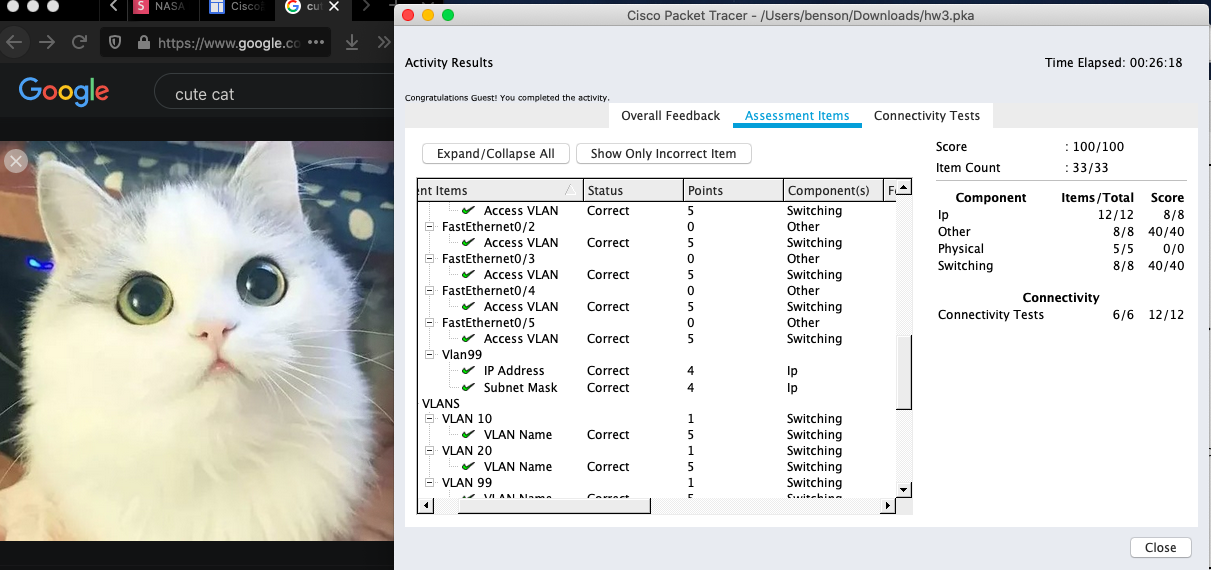 NASA
Cisco
cu
https://www.google.co
Google
cute cat
Cisco Packet Tracer - /Users/benson/Downloads/hw3.pka
Activity Results
Time Elapsed: 00:26:18
Congratulations Guest! You completed the activity.
Overall Feedback Assessment Items Connectivity Tests
Expand/Collapse All Show Only Incorrect Item
nt Items Status Points Component(s)
Access VLAN Correct 5 Switching
FastEthernet0/2 0 Other
Access VLAN Correct 5 Switching
FastEthernet0/3 0 Other
Access VLAN Correct 5 Switching
FastEthernet0/4 0 Other
Access VLAN Correct 5 Switching
FastEthernet0/5 0 Other
Access VLAN Correct 5 Switching
Vlan99
IP Address Correct 4 Ip
Subnet Mask Correct 4 Ip
VLANS
VLAN 10 1 Switching
VLAN Name Correct 5 Switching
VLAN 20 1 Switching
VLAN Name Correct 5 Switching
VLAN 99 1 Switching
VLAN Name Correct 5 Switching
Score : 100/100
Item Count : 33/33
Component Items/Total Score
Ip 12/12 8/8
Other 8/8 40/40
Physical 5/5 0/0
Switching 8/8 40/40
Connectivity
Connectivity Tests 6/6 12/12
Close